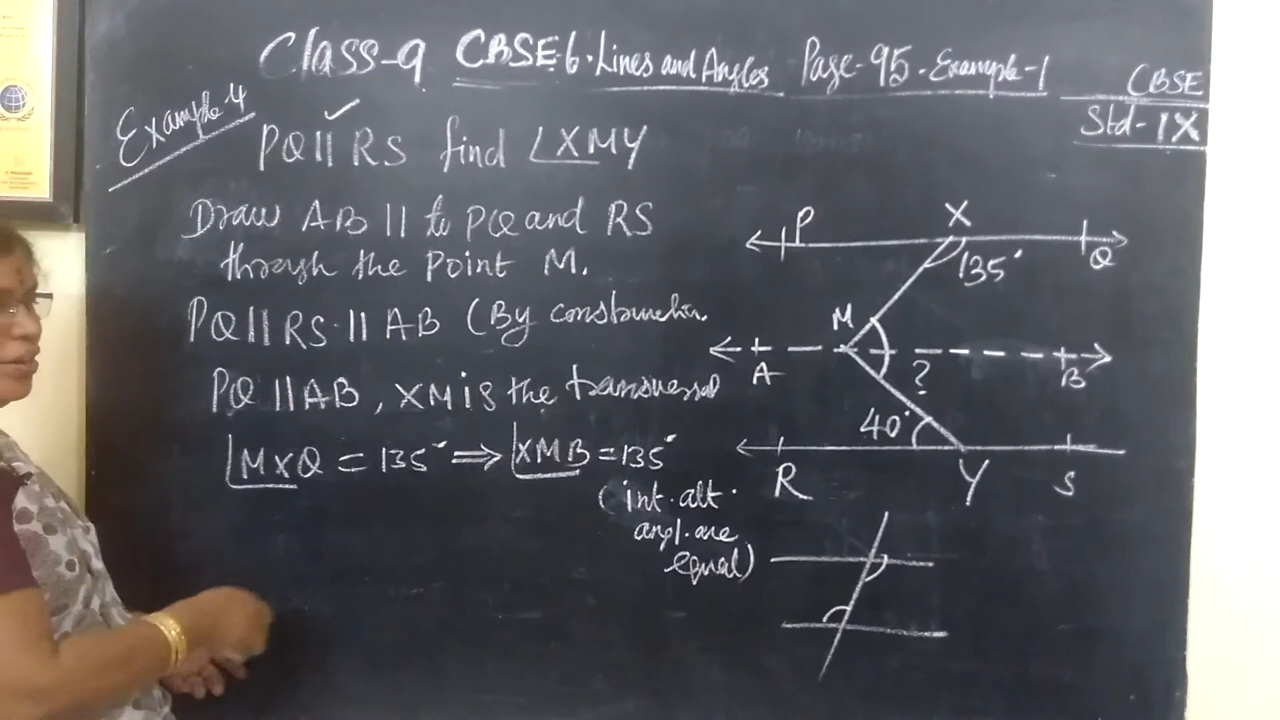 Class-9 CBSE-6. Lines and Angles Page-95-Example-1
CBSE
Std-IX
Example 4
PQ||RS find ∠XMY
Draw AB || to PQ and RS
through the point M.
PQ||RS||AB (By construction
PQ||AB, XM is the transversal
∠MXQ = 135° ⇒ ∠XMB = 135°
(int. alt.
angl. are
equal)
P X Q
135°
M
A ? B
40°
R Y S